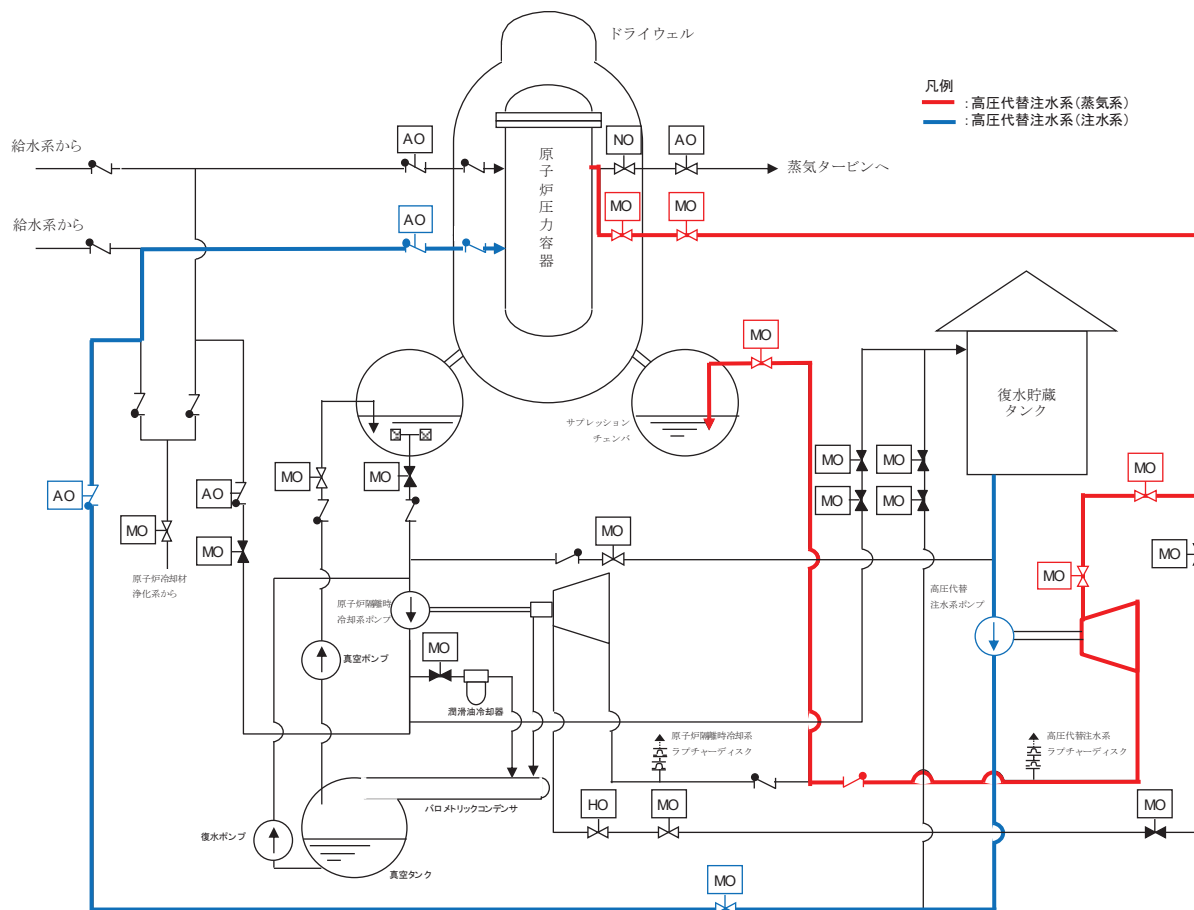 ドライウェル
凡例
:高圧代替注水系(蒸気系)
:高圧代替注水系(注水系)
給水系から
AO
NO
AO
蒸気タービンへ
原子炉圧力容器
MO
MO
給水系から
AO
MO
復水貯蔵
タンク
サプレッション
チェンバ
MO
MO
MO
MO
MO
AO
AO
MO
MO
MO
MO
MO
MO
MO
MO
原子炉冷却材
浄化系から
高圧代替
注水系ポンプ
原子炉隔離時
冷却系ポンプ
MO
真空ポンプ
潤滑油冷却器
原子炉隔離時冷却系
ラプチャーディスク
高圧代替注水系
ラプチャーディスク
バロメトリックコンデンサ
HO
MO
MO
復水ポンプ
真空タンク
MO